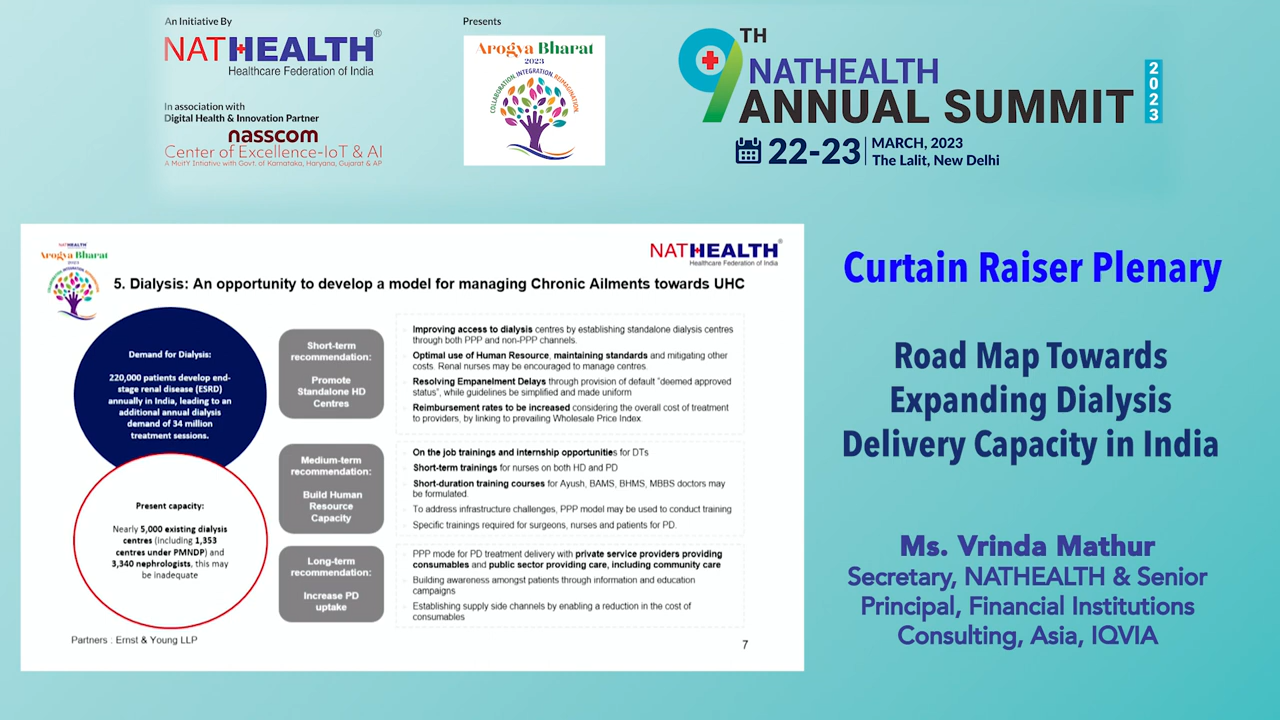 An Initiative By
NATHEALTH®
Healthcare Federation of India
In association with
Digital Health & Innovation Partner
nasscom
Center of Excellence-IoT & AI
A MeitY Initiative with Govt. of Karnataka, Haryana, Gujarat & AP
Presents
Arogya Bharat
2023
COLLABORATION, INTEGRATION, REIMAGINATION
9TH
NATHEALTH
ANNUAL SUMMIT
2023
22-23
MARCH, 2023
The Lalit, New Delhi
NATHEALTH
Arogya Bharat
2023
NATHEALTH®
Healthcare Federation of India
5. Dialysis: An opportunity to develop a model for managing Chronic Ailments towards UHC
Demand for Dialysis:
220,000 patients develop end-
stage renal disease (ESRD)
annually in India, leading to an
additional annual dialysis
demand of 34 million
treatment sessions.
Present capacity:
Nearly 5,000 existing dialysis
centres (including 1,353
centres under PMNDP) and
3,340 nephrologists, this may
be inadequate
Short-term
recommendation:
Promote
Standalone HD
Centres
Improving access to dialysis centres by establishing standalone dialysis centres
through both PPP and non-PPP channels.
Optimal use of Human Resource, maintaining standards and mitigating other
costs. Renal nurses may be encouraged to manage centres.
Resolving Empanelment Delays through provision of default "deemed approved
status", while guidelines be simplified and made uniform
Reimbursement rates to be increased considering the overall cost of treatment
to providers, by linking to prevailing Wholesale Price Index
Medium-term
recommendation:
Build Human
Resource
Capacity
On the job trainings and internship opportunities for DTs
Short-term trainings for nurses on both HD and PD
Short-duration training courses for Ayush, BAMS, BHMS, MBBS doctors may
be formulated.
To address infrastructure challenges, PPP model may be used to conduct training
Specific trainings required for surgeons, nurses and patients for PD.
Long-term
recommendation:
Increase PD
uptake
PPP mode for PD treatment delivery with private service providers providing
consumables and public sector providing care, including community care
Building awareness amongst patients through information and education
campaigns
Establishing supply side channels by enabling a reduction in the cost of
consumables
Partners : Ernst & Young LLP
7
Curtain Raiser Plenary
Road Map Towards
Expanding Dialysis
Delivery Capacity in India
Ms. Vrinda Mathur
Secretary, NATHEALTH & Senior
Principal, Financial Institutions
Consulting, Asia, IQVIA